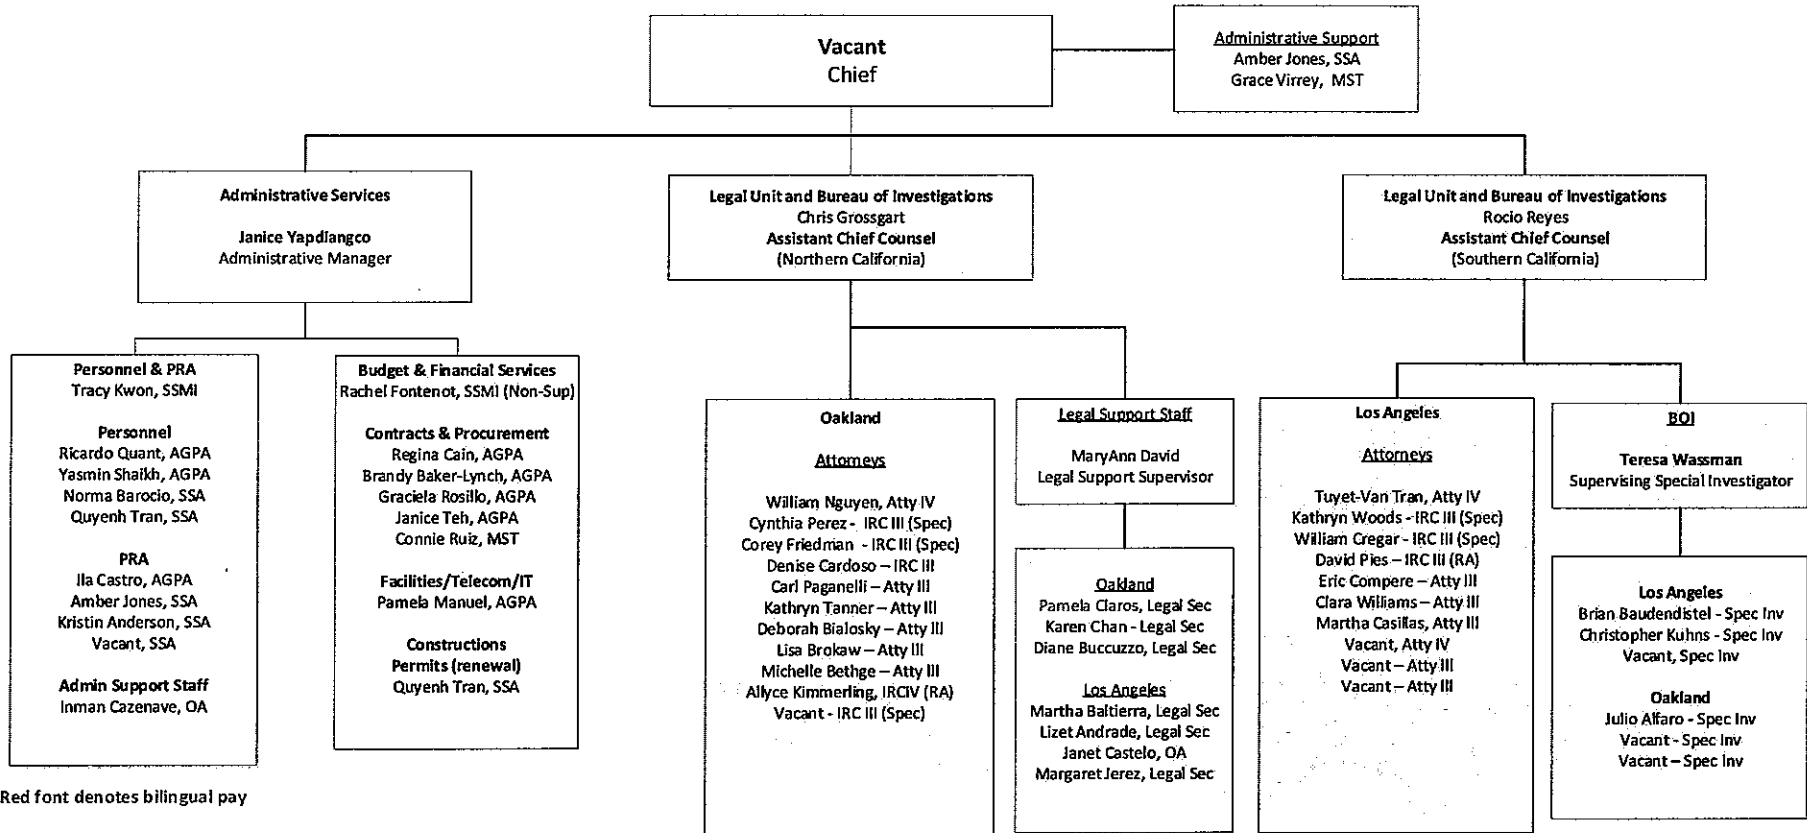 Vacant
Chief
Administrative Support
Amber Jones, SSA
Grace Virrey, MST
Administrative Services
Janice Yapdiangco
Administrative Manager
Legal Unit and Bureau of Investigations
Chris Grossgart
Assistant Chief Counsel
(Northern California)
Legal Unit and Bureau of Investigations
Rocio Reyes
Assistant Chief Counsel
(Southern California)
Personnel & PRA
Tracy Kwon, SSMI
Personnel
Ricardo Quant, AGPA
Yasmin Shaikh, AGPA
Norma Barocio, SSA
Quyenh Tran, SSA
PRA
Ila Castro, AGPA
Amber Jones, SSA
Kristin Anderson, SSA
Vacant, SSA
Admin Support Staff
Inman Cazenave, OA
Budget & Financial Services
Rachel Fontenot, SSMI (Non-Sup)
Contracts & Procurement
Regina Cain, AGPA
Brandy Baker-Lynch, AGPA
Graciela Rosillo, AGPA
Janice Teh, AGPA
Connie Ruiz, MST
Facilities/Telecom/IT
Pamela Manuel, AGPA
Constructions
Permits (renewal)
Quyenh Tran, SSA
Oakland
Attorneys
William Nguyen, Atty IV
Cynthia Perez - IRC III (Spec)
Corey Friedman - IRC III (Spec)
Denise Cardoso – IRC III
Carl Paganelli – Atty III
Kathryn Tanner – Atty III
Deborah Bialosky – Atty III
Lisa Brokaw – Atty III
Michelle Bethge – Atty III
Allyce Kimmerling, IRCIV (RA)
Vacant - IRC III (Spec)
Legal Support Staff
MaryAnn David
Legal Support Supervisor
Oakland
Pamela Claros, Legal Sec
Karen Chan - Legal Sec
Diane Buccuzzo, Legal Sec
Los Angeles
Martha Baltierra, Legal Sec
Lizet Andrade, Legal Sec
Janet Castelo, OA
Margaret Jerez, Legal Sec
Los Angeles
Attorneys
Tuyet-Van Tran, Atty IV
Kathryn Woods - IRC III (Spec)
William Cregar - IRC III (Spec)
David Pies – IRC III (RA)
Eric Compere – Atty III
Clara Williams – Atty III
Martha Casillas, Atty III
Vacant, Atty IV
Vacant – Atty III
Vacant – Atty III
BOI
Teresa Wassman
Supervising Special Investigator
Los Angeles
Brian Baudendistel - Spec Inv
Christopher Kuhns - Spec Inv
Vacant, Spec Inv
Oakland
Julio Alfaro - Spec Inv
Vacant - Spec Inv
Vacant – Spec Inv
Red font denotes bilingual pay